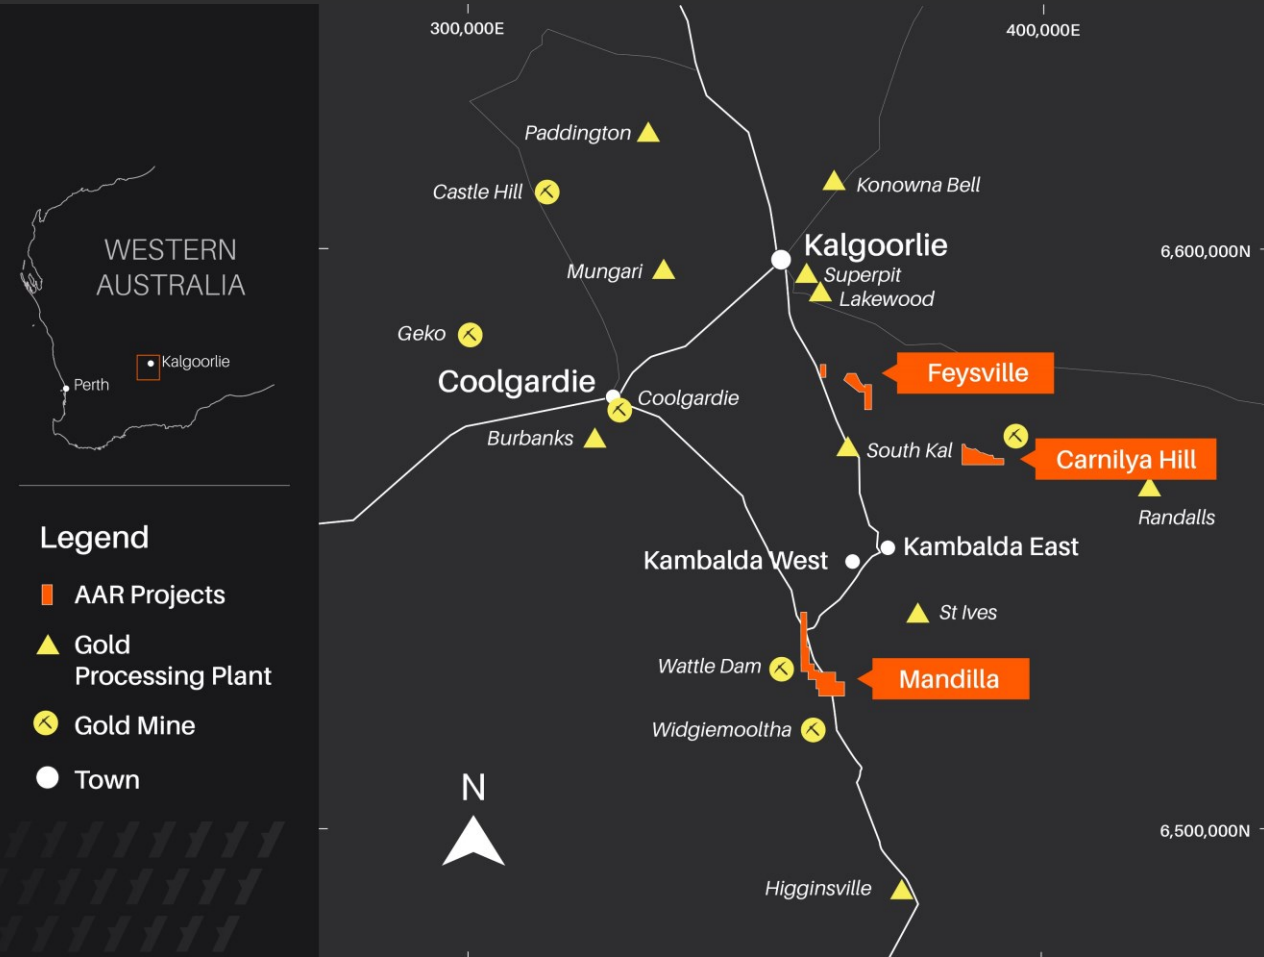 300,000E
400,000E
Paddington
Castle Hill
Konowna Bell
WESTERN
AUSTRALIA
Kalgoorlie
6,600,000N
Mungari
Superpit
Lakewood
Geko
Kalgoorlie
Perth
Feysville
Coolgardie
Coolgardie
Burbanks
South Kal
Carnilya Hill
Randalls
Legend
AAR Projects
Gold
Processing Plant
Gold Mine
Town
Kambalda West
Kambalda East
St Ives
Wattle Dam
Mandilla
Widgiemooltha
N
6,500,000N
Higginsville